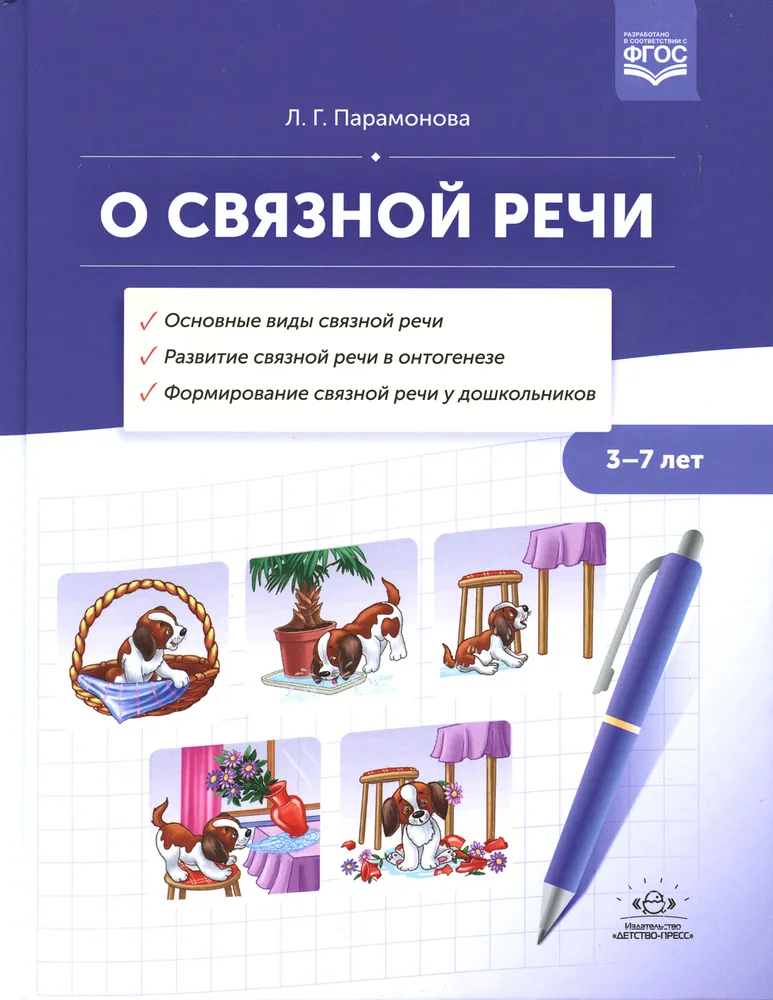 РАЗРАБОТАНО
В СООТВЕТСТВИИ С
ФГОС
Л. Г. Парамонова
О СВЯЗНОЙ РЕЧИ
✓ Основные виды связной речи
✓ Развитие связной речи в онтогенезе
✓ Формирование связной речи у дошкольников
3–7 лет
Издательство
«ДЕТСТВО-ПРЕСС»